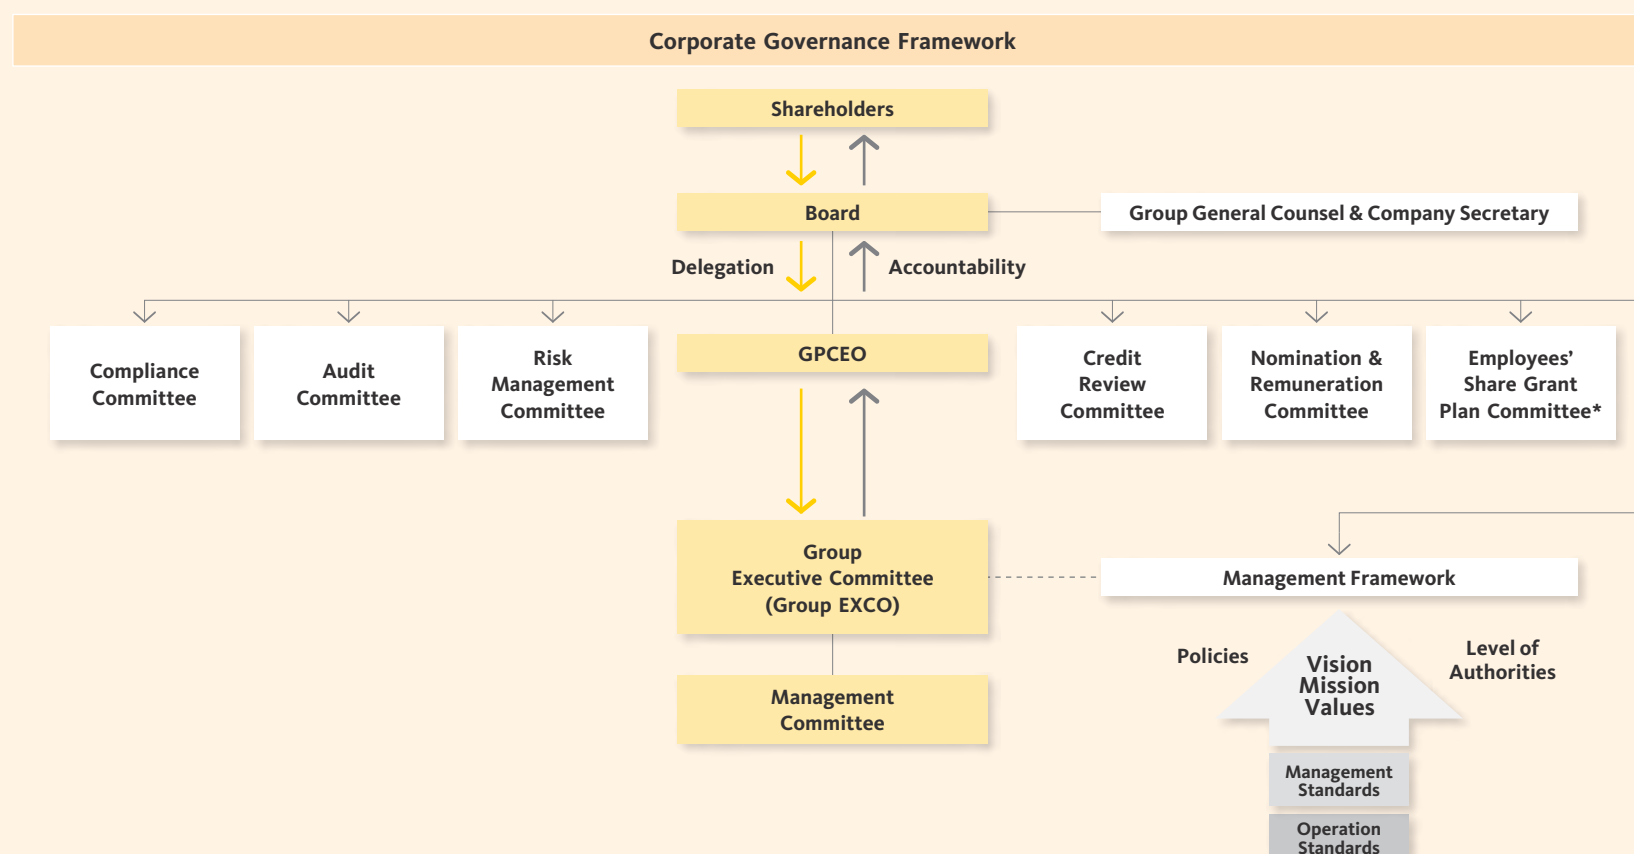 Corporate Governance Framework
Shareholders
Board
Group General Counsel & Company Secretary
Delegation
Accountability
Compliance
Committee
Audit
Committee
Risk
Management
Committee
GPCEO
Credit
Review
Committee
Nomination &
Remuneration
Committee
Employees’
Share Grant
Plan Committee*
Group
Executive Committee
(Group EXCO)
Management Framework
Policies
Vision
Mission
Values
Level of
Authorities
Management
Committee
Management
Standards
Operation
Standards